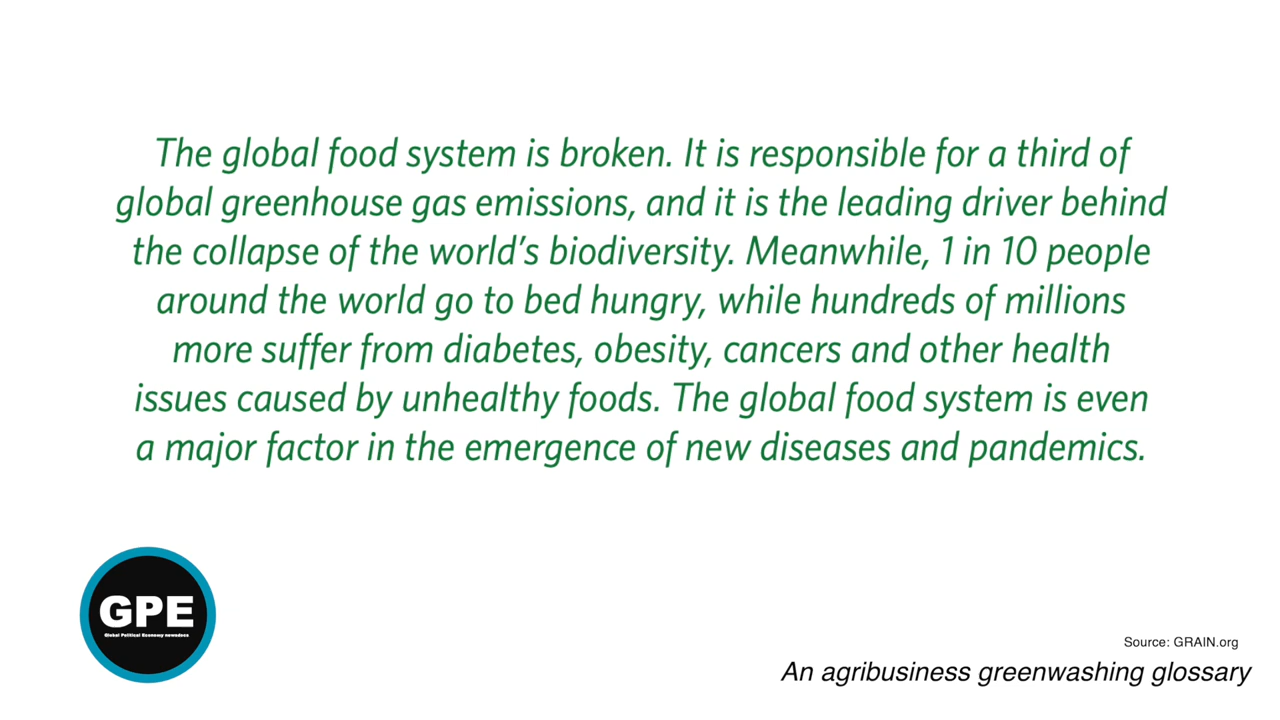 The global food system is broken. It is responsible for a third of
global greenhouse gas emissions, and it is the leading driver behind
the collapse of the world's biodiversity. Meanwhile, 1 in 10 people
around the world go to bed hungry, while hundreds of millions
more suffer from diabetes, obesity, cancers and other health
issues caused by unhealthy foods. The global food system is even
a major factor in the emergence of new diseases and pandemics.
GPE
Global Political Economy newsdocs
Source: GRAIN.org
An agribusiness greenwashing glossary